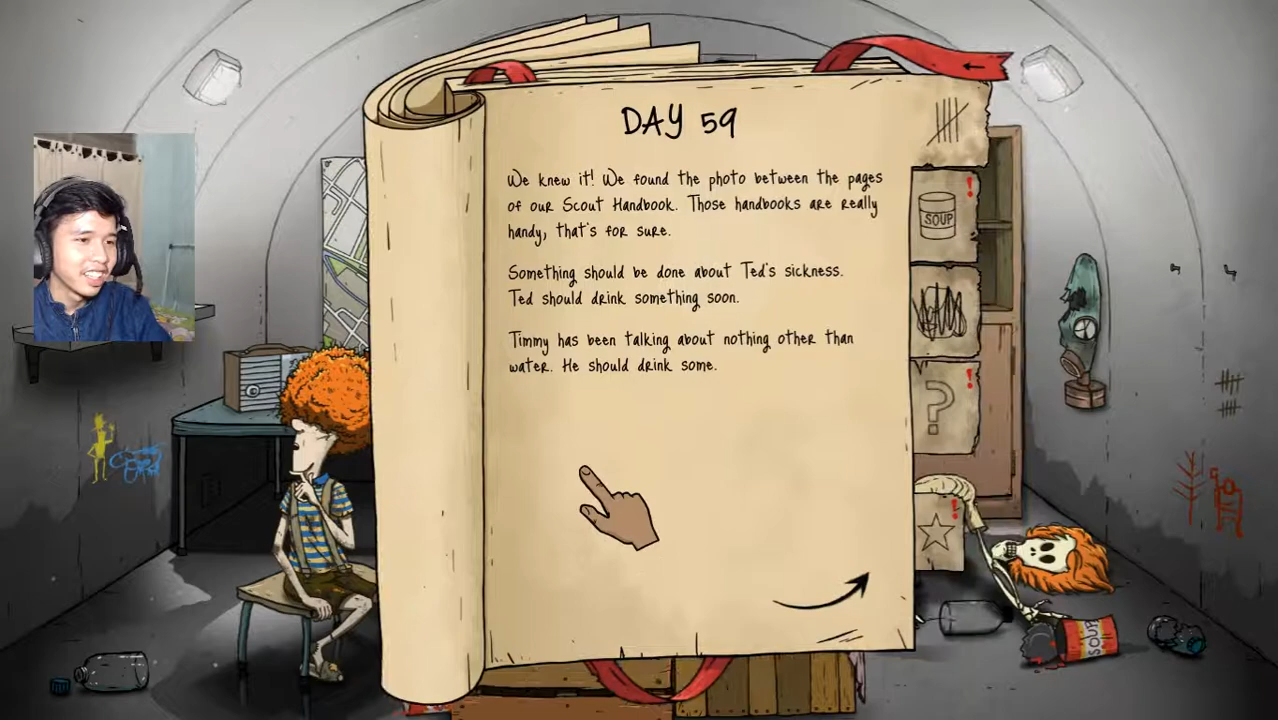 DAY 59
We knew it! We found the photo between the pages
of our Scout Handbook. Those handbooks are really
handy, that's for sure.
Something should be done about Ted's sickness.
Ted should drink something soon.
Timmy has been talking about nothing other than
water. He should drink some.
!
SOUP
!
?
!
SOUP